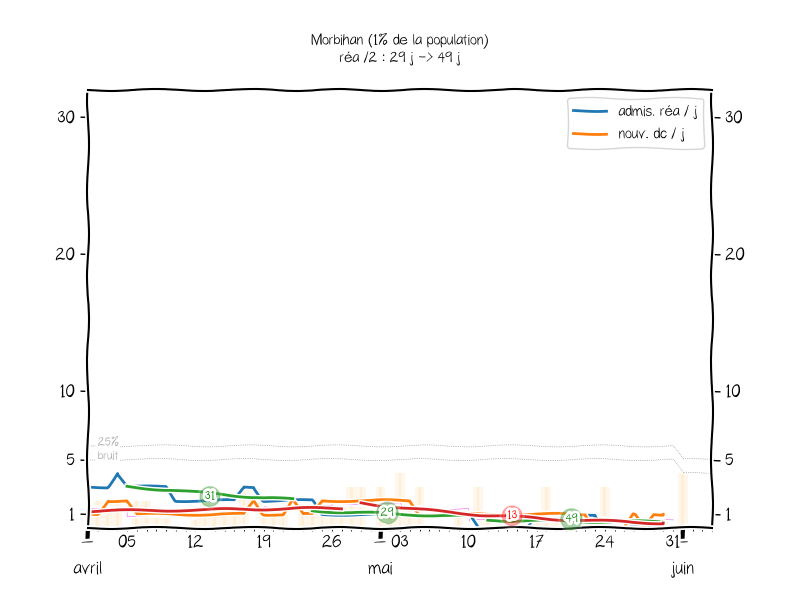 Morbihan (1% de la population)
réa /2 : 29 j -> 49 j
admis. réa / j
nouv. dc / j
30 30
20 20
10 10
25%
bruit
5 5
31
29 13 49
1 1
05 12 19 26 03 10 17 24 31
avril mai juin